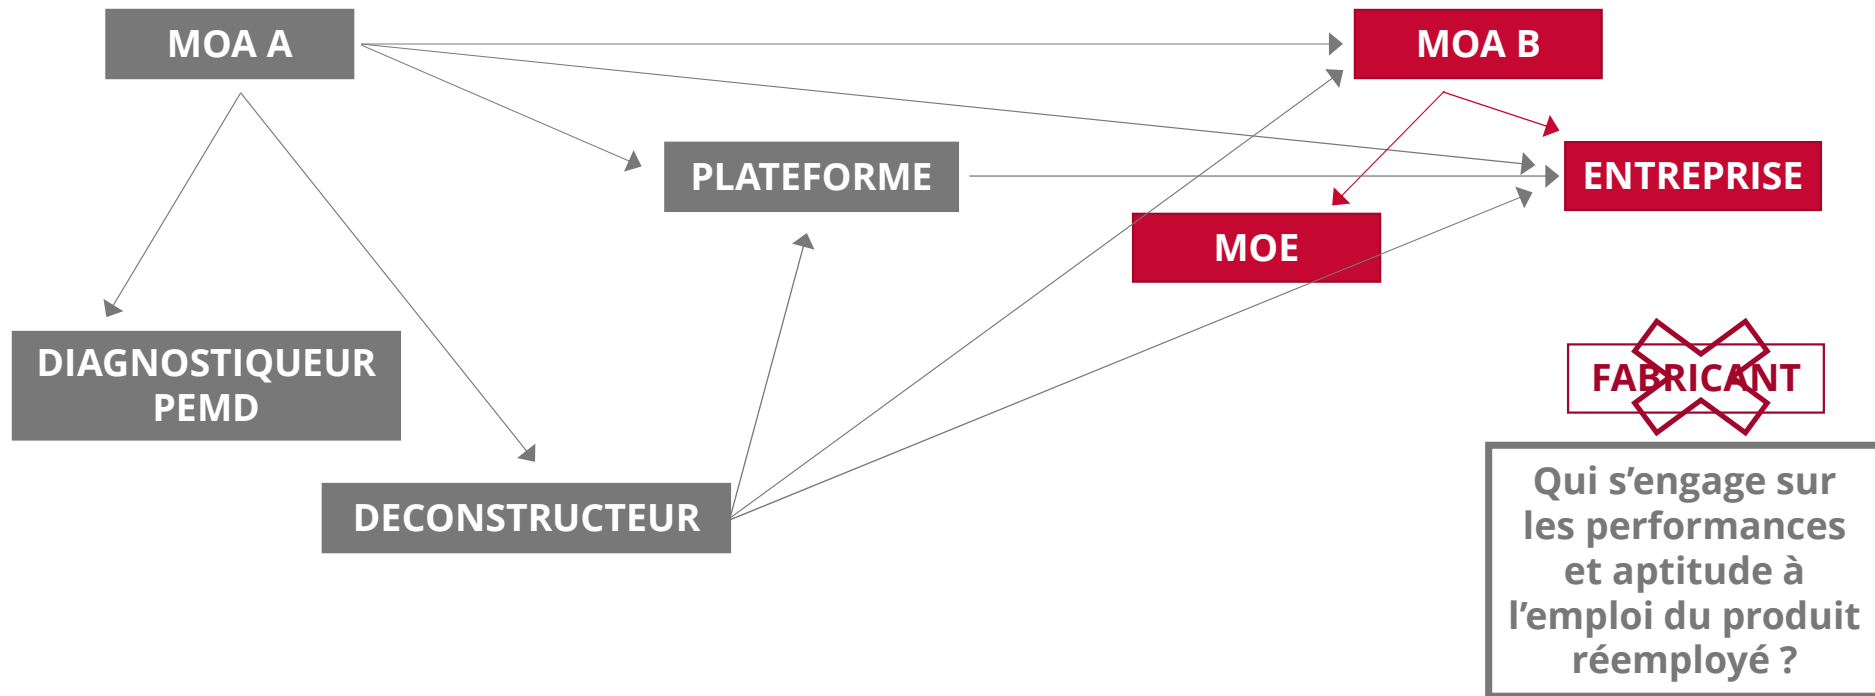 MOA A
MOA B
PLATEFORME
ENTREPRISE
MOE
DIAGNOSTIQUEUR
PEMD
FABRICANT
DECONSTRUCTEUR
Qui s’engage sur
les performances
et aptitude à
l’emploi du produit
réemployé ?